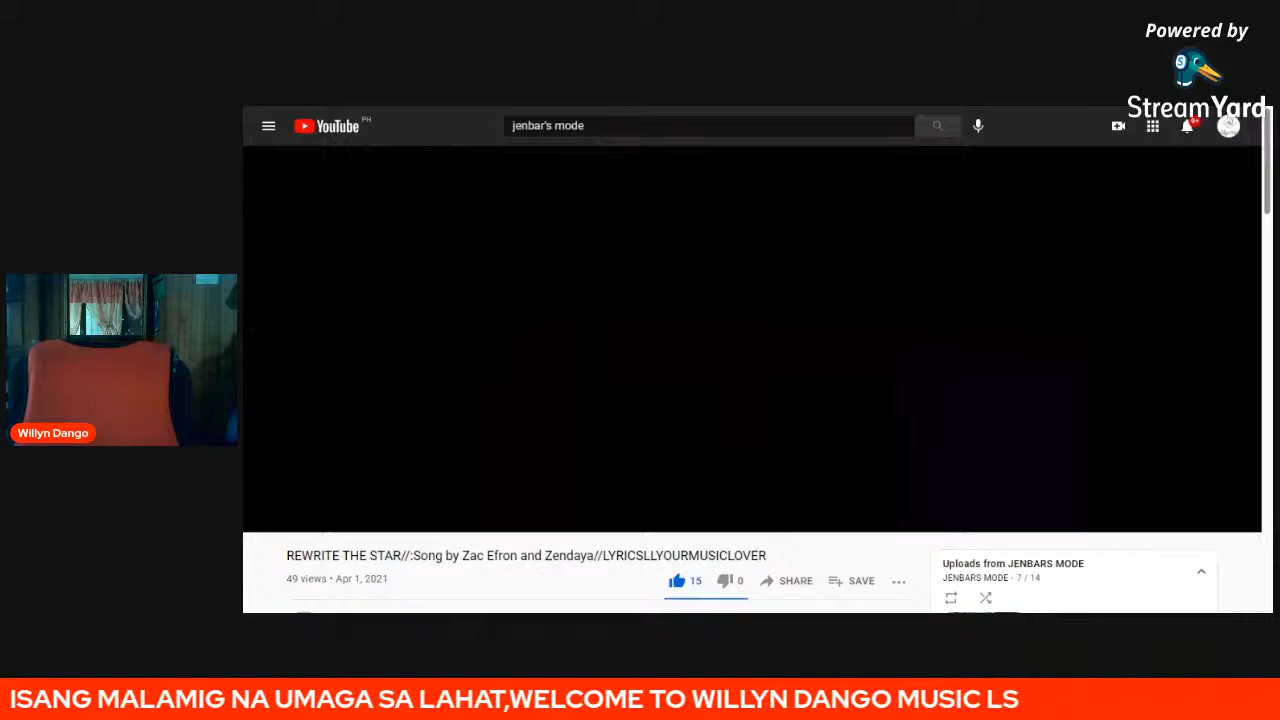 Powered by
StreamYard
YouTube PH
jenbar's mode
9+
Willyn Dango
REWRITE THE STAR//:Song by Zac Efron and Zendaya//LYRICSLLYOURMUSICLOVER
49 views • Apr 1, 2021
15
0
SHARE
SAVE
Uploads from JENBARS MODE
JENBARS MODE - 7 / 14
ISANG MALAMIG NA UMAGA SA LAHAT,WELCOME TO WILLYN DANGO MUSIC LS